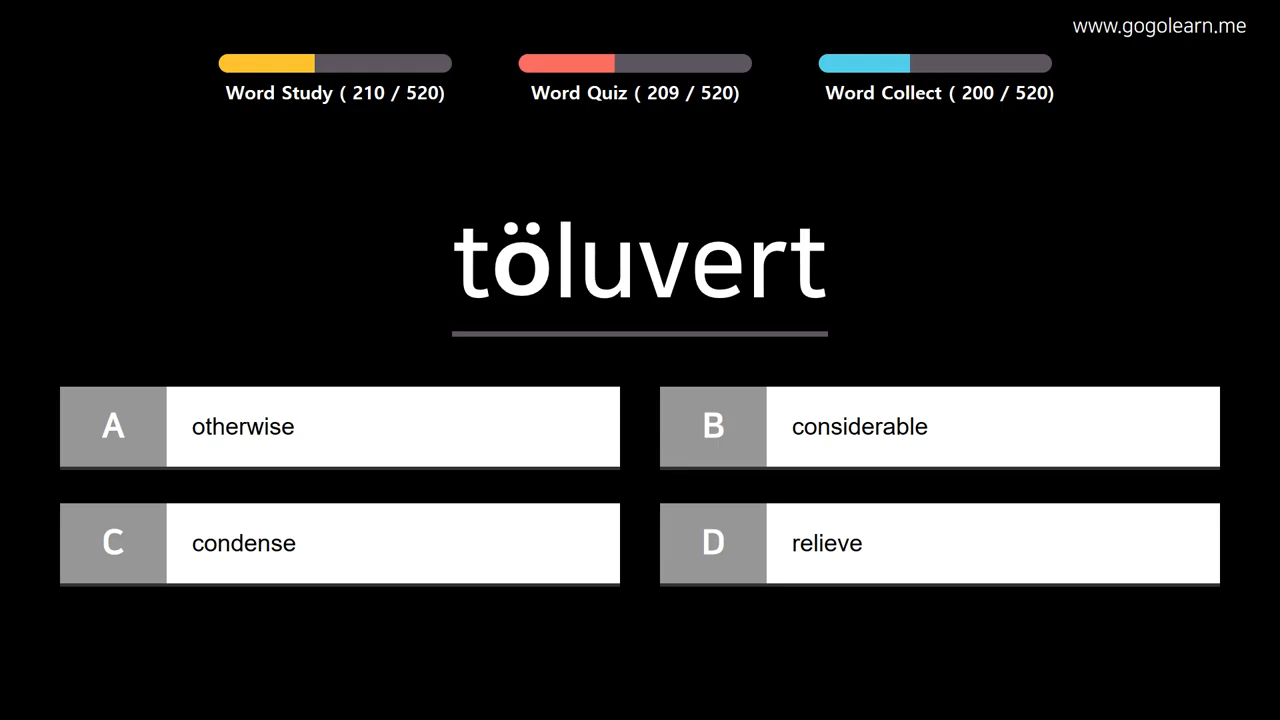 www.gogolearn.me
Word Study ( 210 / 520)
Word Quiz ( 209 / 520)
Word Collect ( 200 / 520)
töluvert
A
otherwise
B
considerable
C
condense
D
relieve